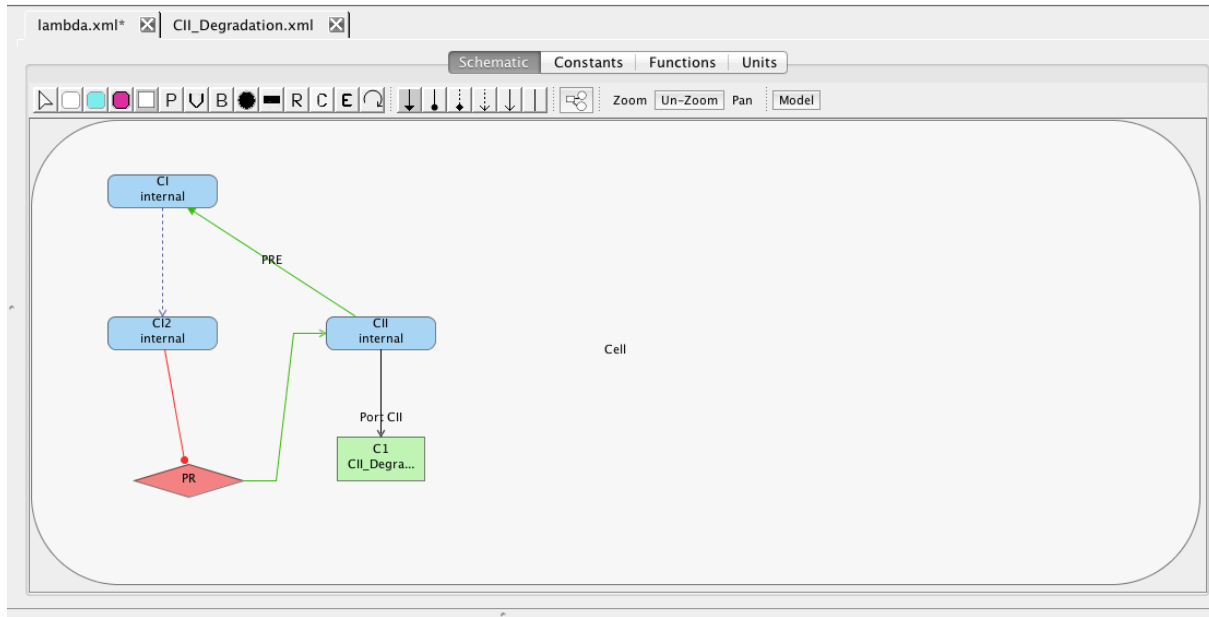 lambda.xml* CII_Degradation.xml
Schematic Constants Functions Units
P V B R C E Zoom Un-Zoom Pan Model
CI
internal
PRE
CI2
internal
CII
internal
Cell
Port CII
C1
CII_Degra...
PR